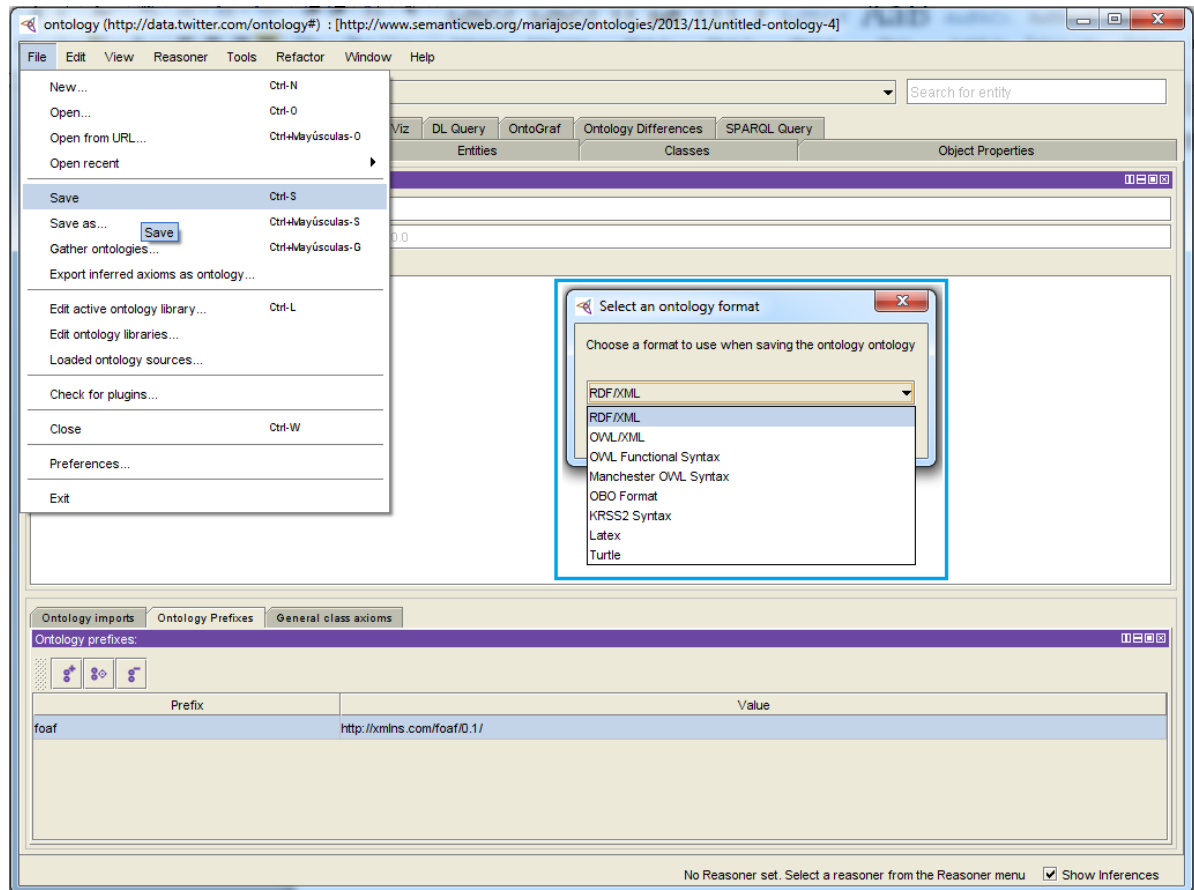 ontology (http://data.twitter.com/ontology#) : [http://www.semanticweb.org/mariajose/ontologies/2013/11/untitled-ontology-4]
File Edit View Reasoner Tools Refactor Window Help
New... Ctrl-N
Open... Ctrl-O
Open from URL... Ctrl+Mayúsculas-O
Open recent
Save Ctrl-S
Save as... Ctrl+Mayúsculas-S
Save
Gather ontologies... Ctrl+Mayúsculas-G
Export inferred axioms as ontology...
Edit active ontology library... Ctrl-L
Edit ontology libraries...
Loaded ontology sources...
Check for plugins...
Close Ctrl-W
Preferences...
Exit
Search for entity
Viz DL Query OntoGraf Ontology Differences SPARQL Query
Entities Classes Object Properties
0.0
Select an ontology format
Choose a format to use when saving the ontology ontology
RDF/XML
RDF/XML
OWL/XML
OWL Functional Syntax
Manchester OWL Syntax
OBO Format
KRSS2 Syntax
Latex
Turtle
Ontology imports Ontology Prefixes General class axioms
Ontology prefixes:
Prefix Value
foaf http://xmlns.com/foaf/0.1/
No Reasoner set. Select a reasoner from the Reasoner menu Show Inferences